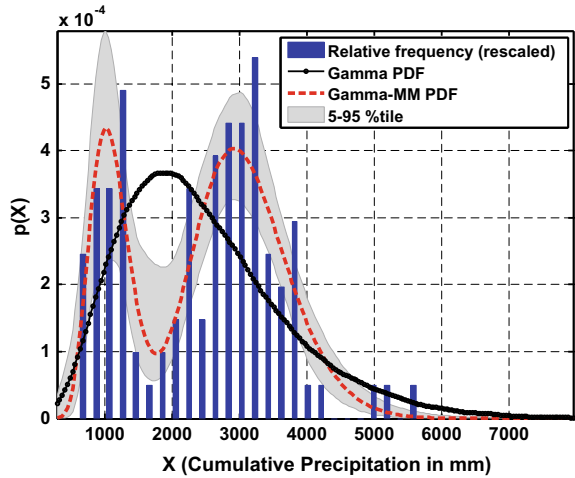 x 10⁻⁴
5
4
3
2
1
0
p(X)
Relative frequency (rescaled)
Gamma PDF
Gamma-MM PDF
5-95 %tile
1000 2000 3000 4000 5000 6000 7000
X (Cumulative Precipitation in mm)